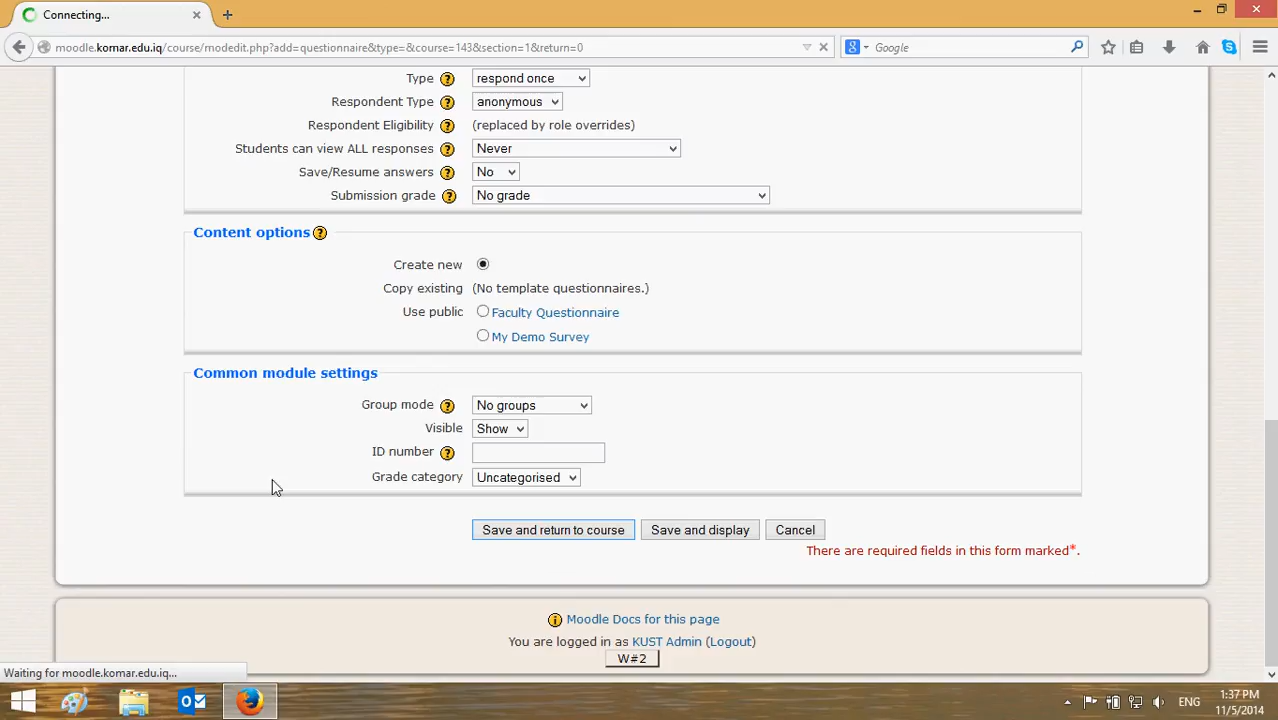 Connecting...
moodle.komar.edu.iq/course/modedit.php?add=questionnaire&type=&course=143&section=1&return=0
Google
Type respond once
Respondent Type anonymous
Respondent Eligibility (replaced by role overrides)
Students can view ALL responses Never
Save/Resume answers No
Submission grade No grade
Content options
Create new
Copy existing (No template questionnaires.)
Use public Faculty Questionnaire
My Demo Survey
Common module settings
Group mode No groups
Visible Show
ID number
Grade category Uncategorised
Save and return to course Save and display Cancel
There are required fields in this form marked*.
Moodle Docs for this page
You are logged in as KUST Admin (Logout)
W#2
Waiting for moodle.komar.edu.iq...
ENG
1:37 PM
11/5/2014